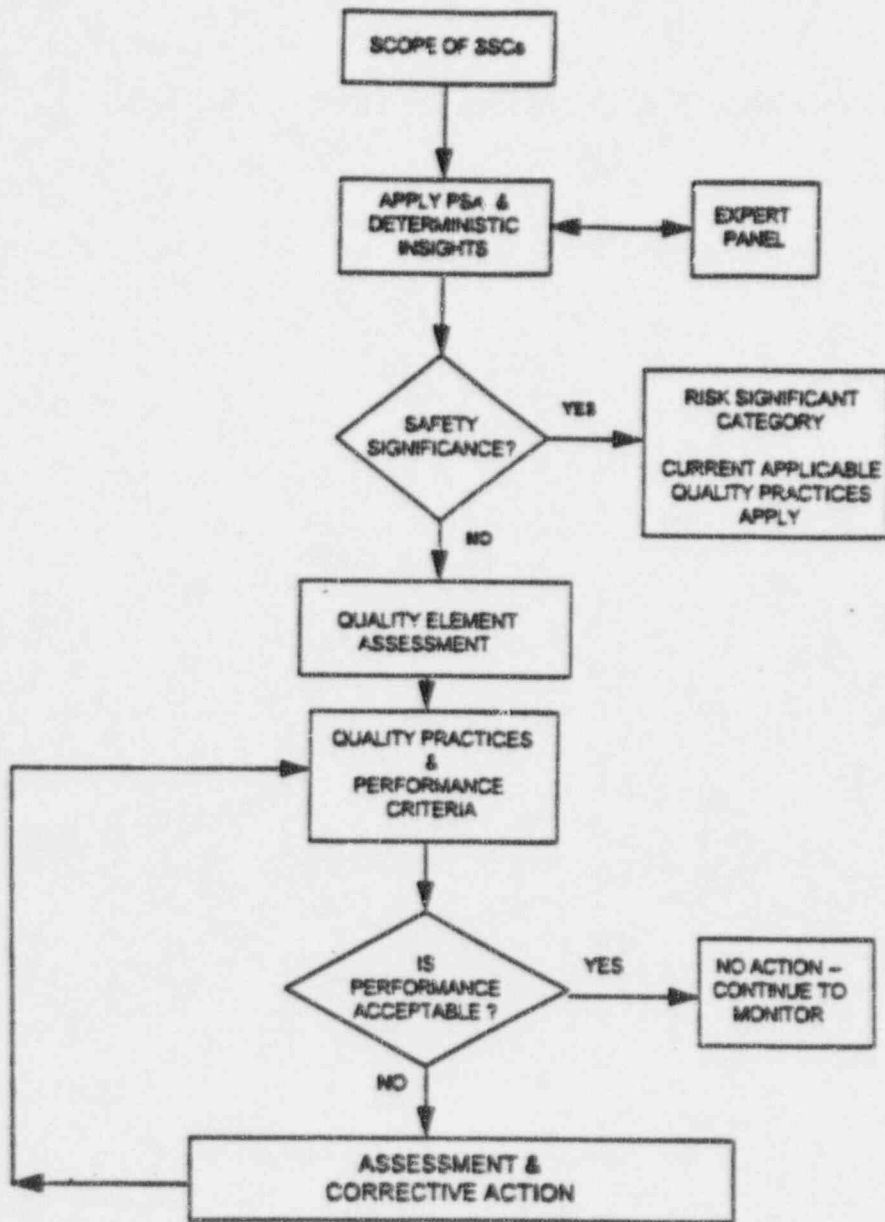 SCOPE OF SSCs
APPLY PSA &
DETERMINISTIC
INSIGHTS
EXPERT
PANEL
SAFETY
SIGNIFICANCE?
YES
RISK SIGNIFICANT
CATEGORY
CURRENT APPLICABLE
QUALITY PRACTICES
APPLY
NO
QUALITY ELEMENT
ASSESSMENT
QUALITY PRACTICES
&
PERFORMANCE
CRITERIA
IS
PERFORMANCE
ACCEPTABLE ?
YES
NO ACTION –
CONTINUE TO
MONITOR
NO
ASSESSMENT &
CORRECTIVE ACTION